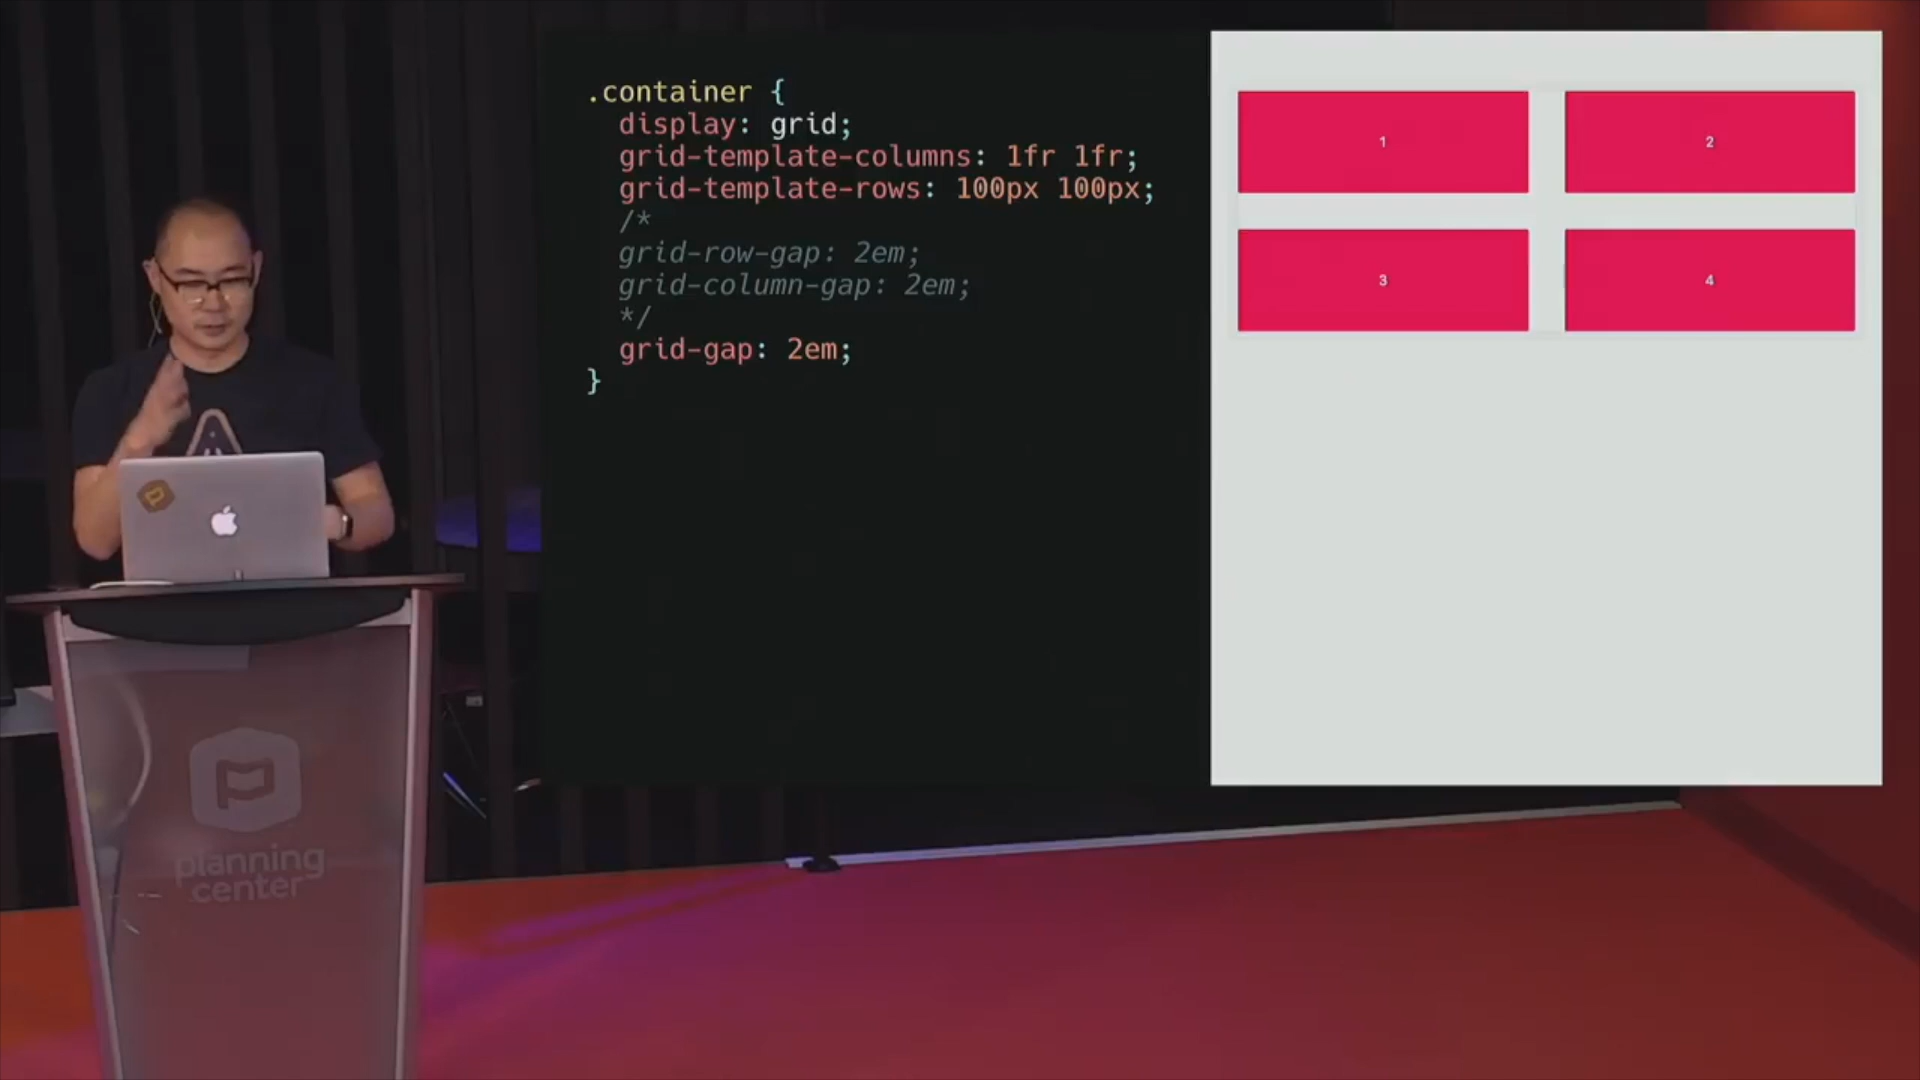 .container {
display: grid;
grid-template-columns: 1fr 1fr;
grid-template-rows: 100px 100px;
/*
grid-row-gap: 2em;
grid-column-gap: 2em;
*/
grid-gap: 2em;
}
1
2
3
4
planning
center